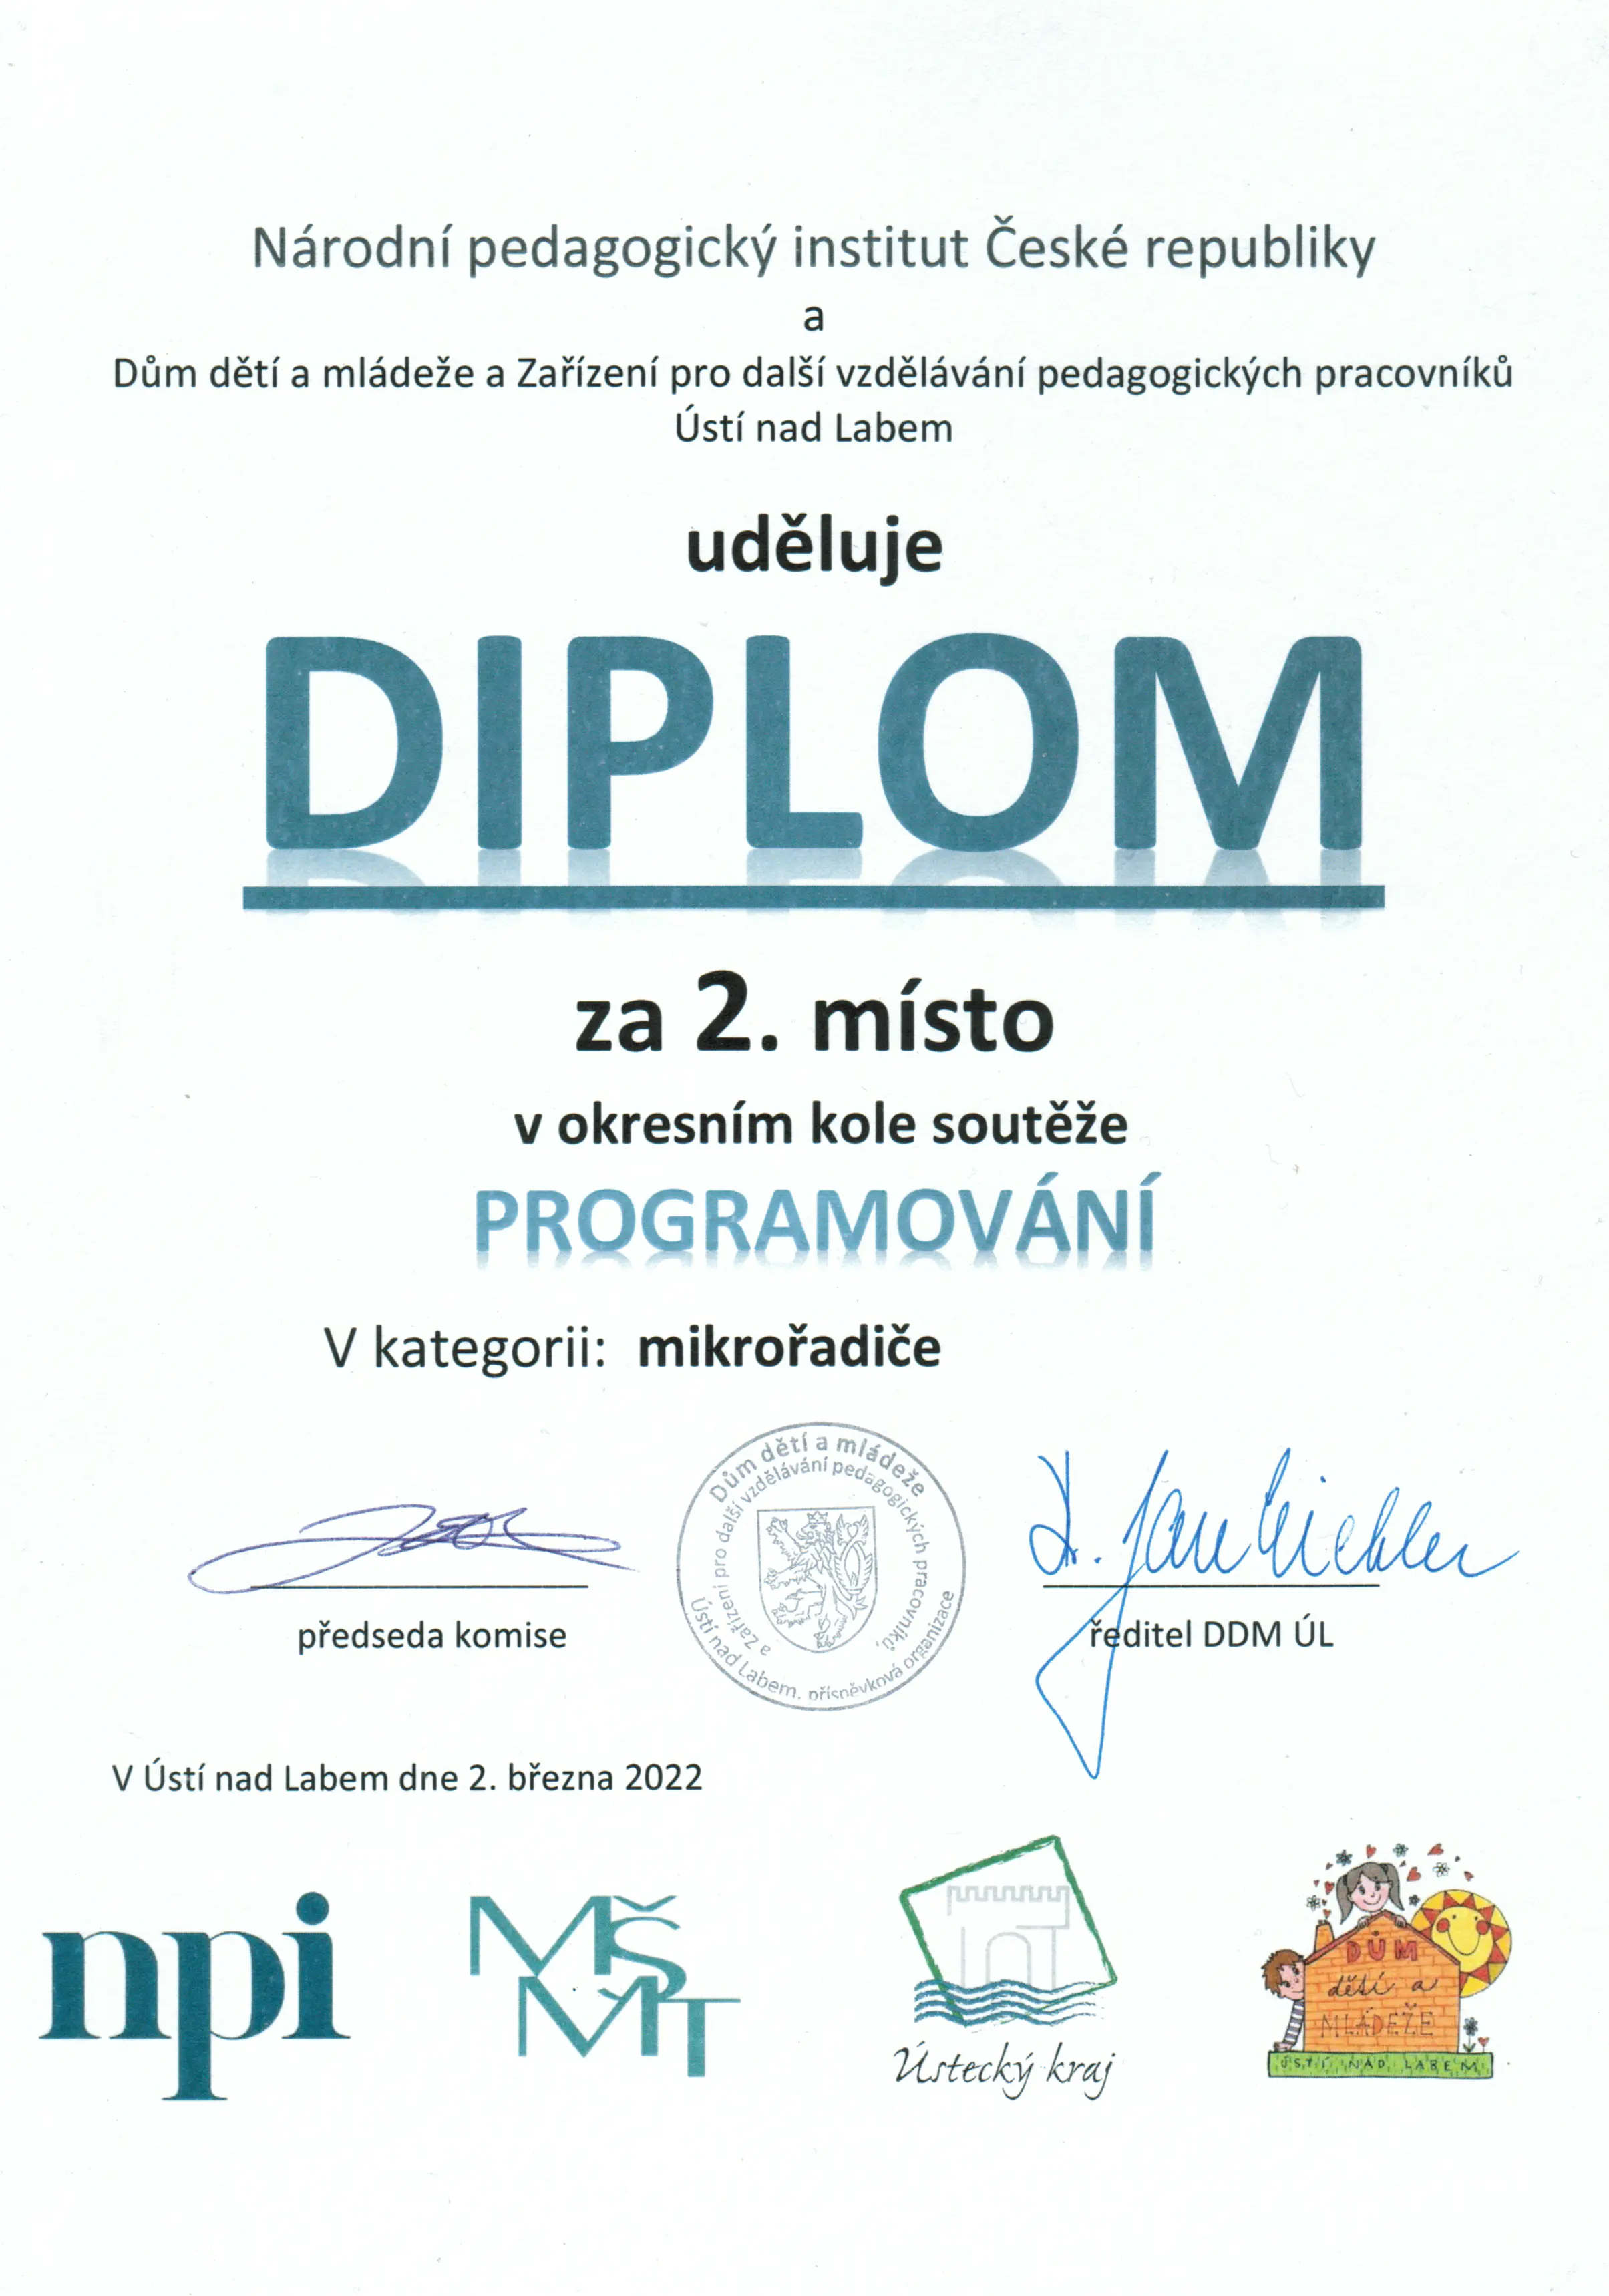 Národní pedagogický institut České republiky
a
Dům dětí a mládeže a Zařízení pro další vzdělávání pedagogických pracovníků
Ústí nad Labem
uděluje
DIPLOM
za 2. místo
v okresním kole soutěže
PROGRAMOVÁNÍ
V kategorii: mikrořadiče
Dům dětí a mládeže
a Zařízení pro další vzdělávání pedagogických pracovníků,
Ústí nad Labem, příspěvková organizace
předseda komise
ředitel DDM ÚL
V Ústí nad Labem dne 2. března 2022
npi
MŠMT
Ústecký kraj
DŮM
dětí a
MLÁDEŽE
ÚSTÍ NAD LABEM